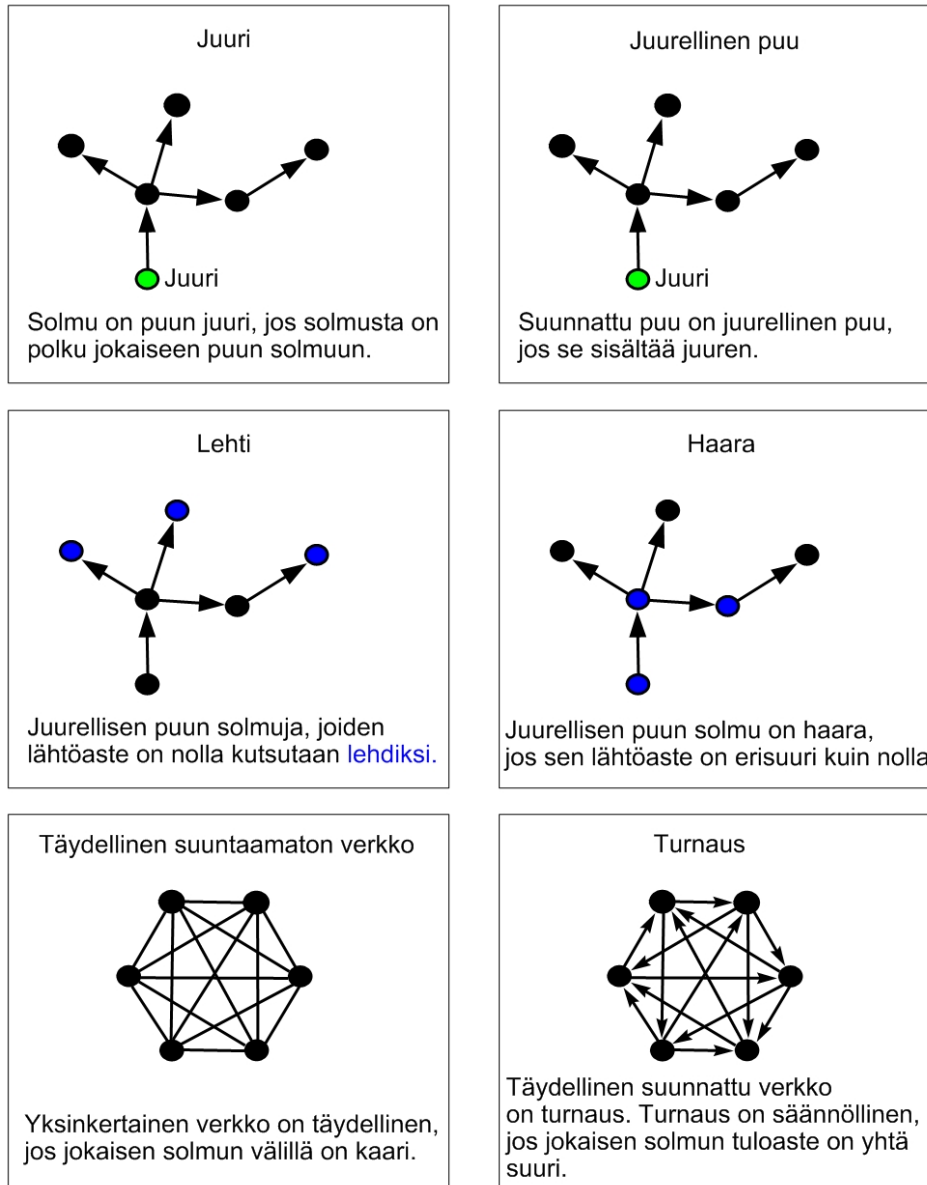 Juuri
Juuri
Solmu on puun juuri, jos solmusta on
polku jokaiseen puun solmuun.
Juurellinen puu
Juuri
Suunnattu puu on juurellinen puu,
jos se sisältää juuren.
Lehti
Juurellisen puun solmuja, joiden
lähtöaste on nolla kutsutaan lehdiksi.
Haara
Juurellisen puun solmu on haara,
jos sen lähtöaste on erisuuri kuin nolla
Täydellinen suuntaamaton verkko
Yksinkertainen verkko on täydellinen,
jos jokaisen solmun välillä on kaari.
Turnaus
Täydellinen suunnattu verkko
on turnaus. Turnaus on säännöllinen,
jos jokaisen solmun tuloaste on yhtä
suuri.